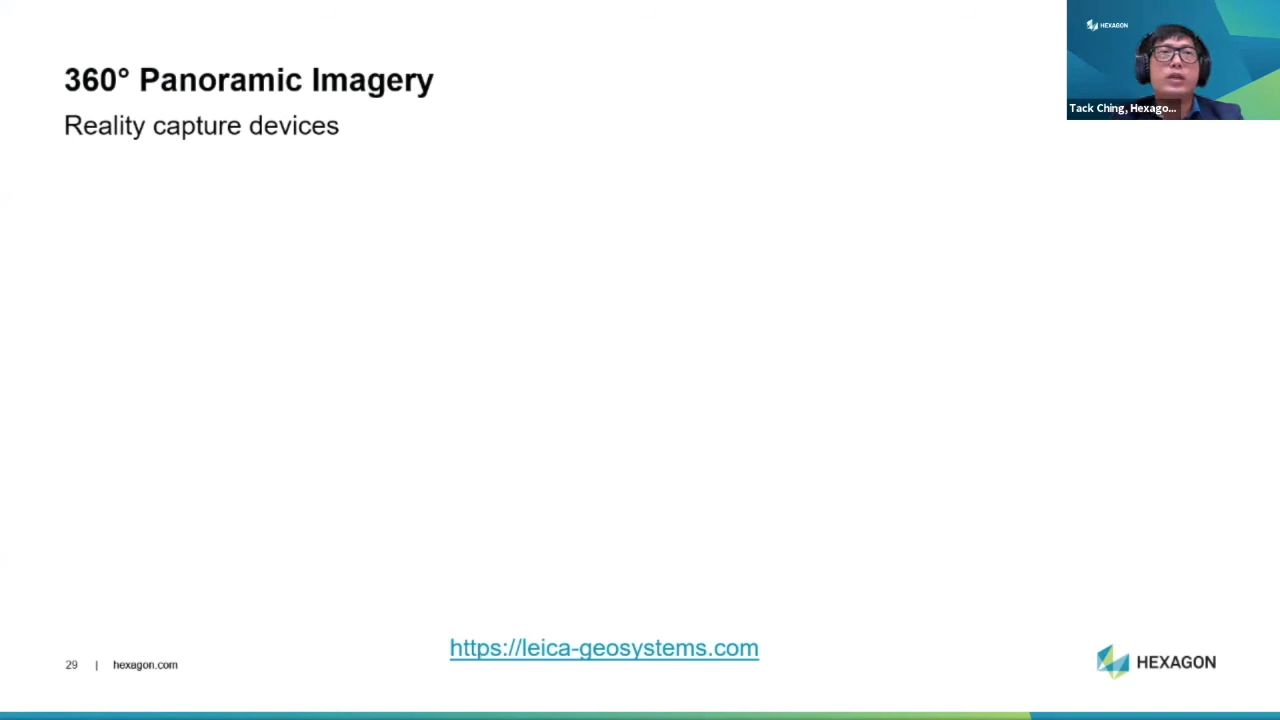 360° Panoramic Imagery
Reality capture devices
HEXAGON
Tack Ching, Hexago...
https://leica-geosystems.com
29 | hexagon.com
HEXAGON